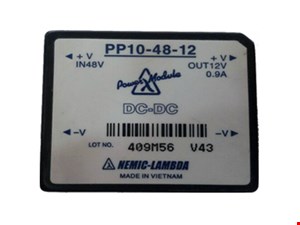 PP10-48-12
+V
IN48V
+V
OUT12V
0.9A
Power Module
DC-DC
-V
-V
LOT NO. 409M56 V43
NEMIC-LAMBDA
MADE IN VIETNAM